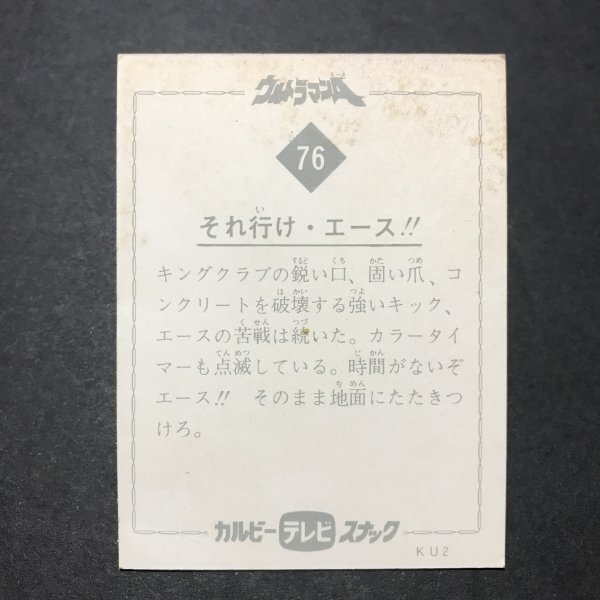 ウルトラマンA
76
それ行け・エース!!
キングクラブの鋭い口、固い爪、コ
ンクリートを破壊する強いキック、
エースの苦戦は続いた。カラータイ
マーも点滅している。時間がないぞ
エース!! そのまま地面にたたきつ
けろ。
カルビーテレビスナック
KU2